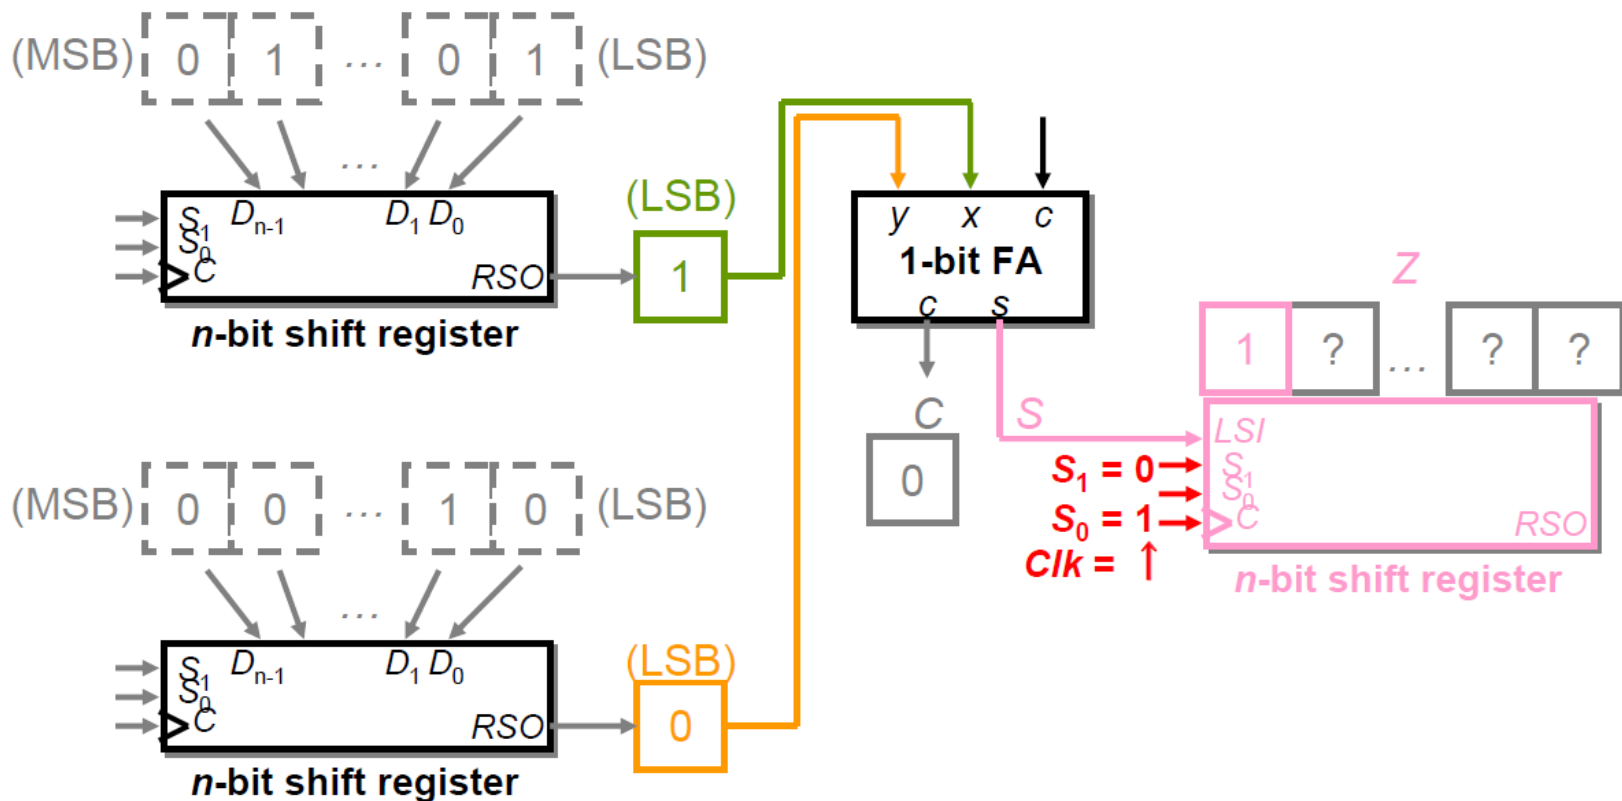 (MSB) 0 1 ... 0 1 (LSB)
...
S1 Dn-1 D1 D0
S0
C RSO
n-bit shift register
(LSB)
1
y x c
1-bit FA
c s
C
0
S
Z
1 ? ... ? ?
LSI
S1 = 0 S1
S0
S0 = 1 C
RSO
Clk = ↑
n-bit shift register
(MSB) 0 0 ... 1 0 (LSB)
...
S1 Dn-1 D1 D0
S0
C RSO
n-bit shift register
(LSB)
0